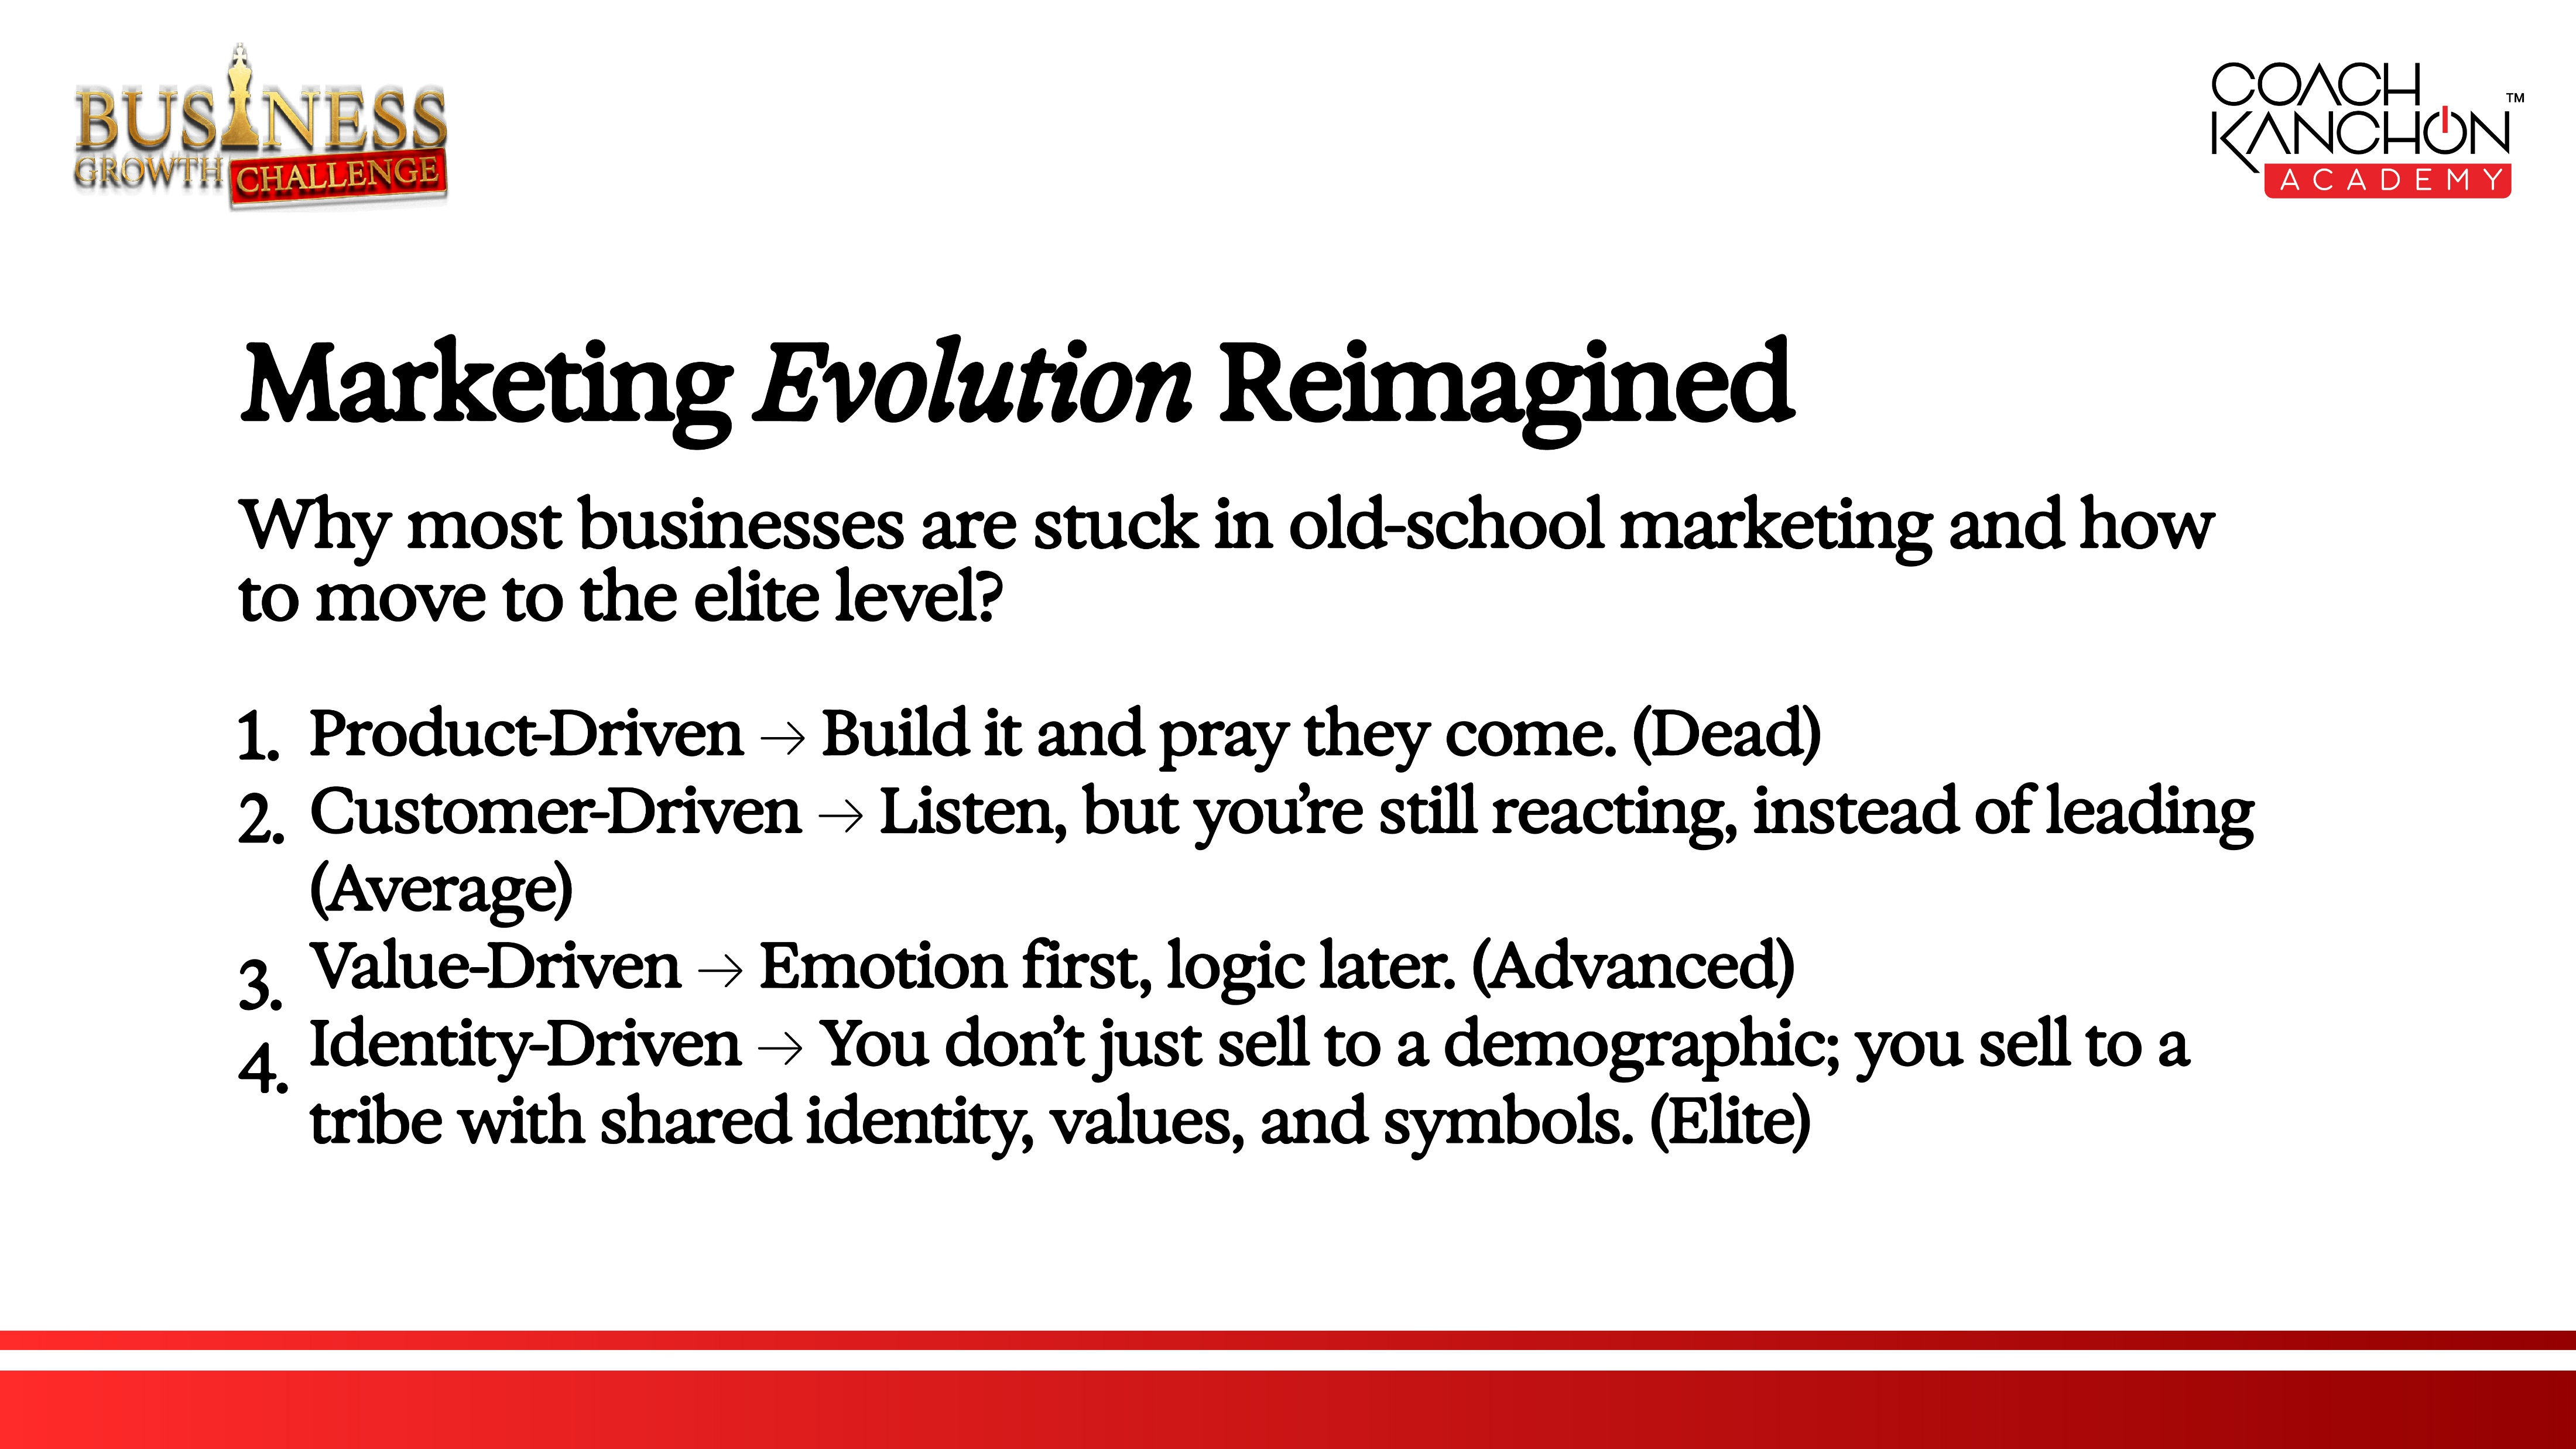 BUSINESS
GROWTH CHALLENGE
COACH
KANCHON
ACADEMY
TM
Marketing Evolution Reimagined
Why most businesses are stuck in old-school marketing and how
to move to the elite level?
1. Product-Driven → Build it and pray they come. (Dead)
2. Customer-Driven → Listen, but you’re still reacting, instead of leading
(Average)
3. Value-Driven → Emotion first, logic later. (Advanced)
4. Identity-Driven → You don’t just sell to a demographic; you sell to a
tribe with shared identity, values, and symbols. (Elite)